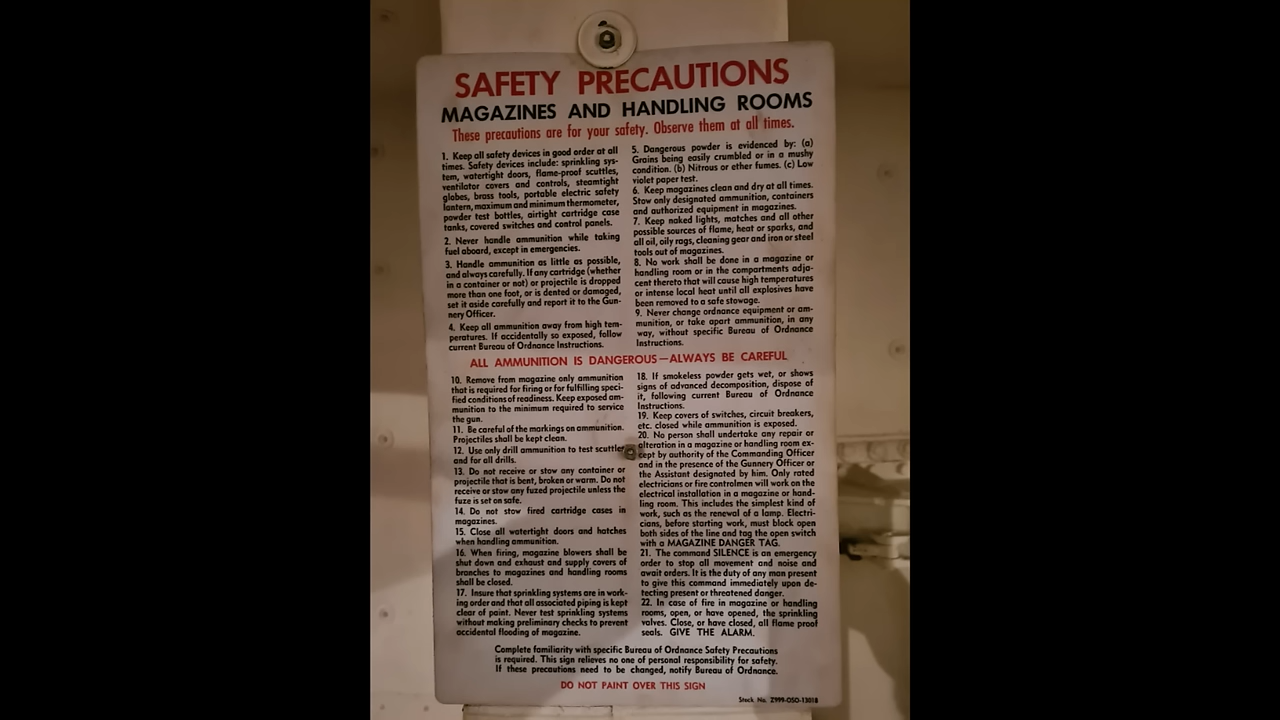 SAFETY PRECAUTIONS
MAGAZINES AND HANDLING ROOMS
These precautions are for your safety. Observe them at all times.
1. Keep all safety devices in good order at all
times. Safety devices include: sprinkling sys-
tem, watertight doors, flame-proof scuttles,
ventilator covers and controls, steamtight
globes, brass tools, portable electric safety
lantern, maximum and minimum thermometer,
powder test bottles, airtight cartridge case
tanks, covered switches and control panels.
2. Never handle ammunition while taking
fuel aboard, except in emergencies.
3. Handle ammunition as little as possible,
and always carefully. If any cartridge (whether
in a container or not) or projectile is dropped
more than one foot, or is dented or damaged,
set it aside carefully and report it to the Gun-
nery Officer.
4. Keep all ammunition away from high tem-
peratures. If accidentally so exposed, follow
current Bureau of Ordnance Instructions.
5. Dangerous powder is evidenced by: (a)
Grains being easily crumbled or in a mushy
condition. (b) Nitrous or ether fumes. (c) Low
violet paper test.
6. Keep magazines clean and dry at all times.
Stow only designated ammunition, containers
and authorized equipment in magazines.
7. Keep naked lights, matches and all other
possible sources of flame, heat or sparks, and
all oil, oily rags, cleaning gear and iron or steel
tools out of magazines.
8. No work shall be done in a magazine or
handling room or in the compartments adja-
cent thereto that will cause high temperatures
or intense local heat until all explosives have
been removed to a safe stowage.
9. Never change ordnance equipment or am-
munition, or take apart ammunition, in any
way, without specific Bureau of Ordnance
Instructions.
ALL AMMUNITION IS DANGEROUS—ALWAYS BE CAREFUL
10. Remove from magazine only ammunition
that is required for firing or for fulfilling speci-
fied conditions of readiness. Keep exposed am-
munition to the minimum required to service
the gun.
11. Be careful of the markings on ammunition.
Projectiles shall be kept clean.
12. Use only drill ammunition to test scuttles
and for all drills.
13. Do not receive or stow any container or
projectile that is bent, broken or warm. Do not
receive or stow any fuzed projectile unless the
fuze is set on safe.
14. Do not stow fired cartridge cases in
magazines.
15. Close all watertight doors and hatches
when handling ammunition.
16. When firing, magazine blowers shall be
shut down and exhaust and supply covers of
branches to magazines and handling rooms
shall be closed.
17. Insure that sprinkling systems are in work-
ing order and that all associated piping is kept
clear of paint. Never test sprinkling systems
without making preliminary checks to prevent
accidental flooding of magazine.
18. If smokeless powder gets wet, or shows
signs of advanced decomposition, dispose of
it, following current Bureau of Ordnance
Instructions.
19. Keep covers of switches, circuit breakers,
etc. closed while ammunition is exposed.
20. No person shall undertake any repair or
alteration in a magazine or handling room ex-
cept by authority of the Commanding Officer
and in the presence of the Gunnery Officer or
the Assistant designated by him. Only rated
electricians or fire controlmen will work on the
electrical installation in a magazine or hand-
ling room. This includes the simplest kind of
work, such as the renewal of a lamp. Electri-
cians, before starting work, must block open
both sides of the line and tag the open switch
with a MAGAZINE DANGER TAG.
21. The command SILENCE is an emergency
order to stop all movement and noise and
await orders. It is the duty of any man present
to give this command immediately upon de-
tecting present or threatened danger.
22. In case of fire in magazine or handling
rooms, open, or have opened, the sprinkling
valves. Close, or have closed, all flame proof
seals. GIVE THE ALARM.
Complete familiarity with specific Bureau of Ordnance Safety Precautions
is required. This sign relieves no one of personal responsibility for safety.
If these precautions need to be changed, notify Bureau of Ordnance.
DO NOT PAINT OVER THIS SIGN
Stock No. Z999-OSO-13018